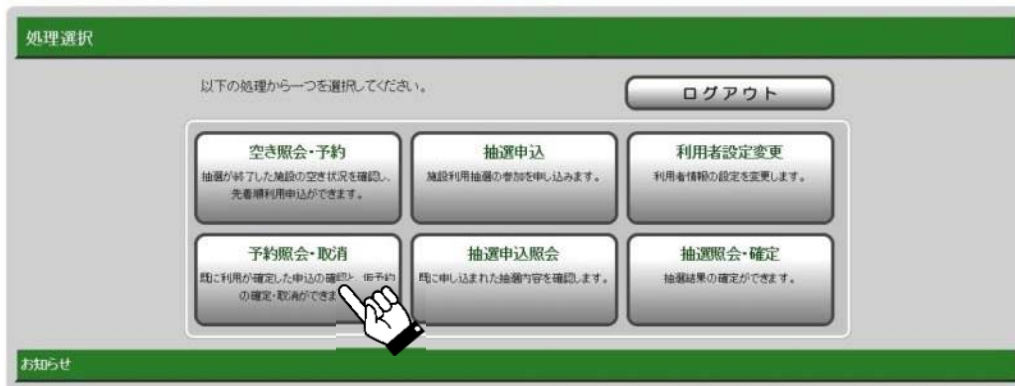 処理選択
以下の処理から一つを選択してください。
ログアウト
空き照会・予約
抽選が終了した施設の空き状況を確認し、
先着順利用申込ができます。
抽選申込
施設利用抽選の参加を申し込みます。
利用者設定変更
利用者情報の設定を変更します。
予約照会・取消
既に利用が確定した申込の確認と、仮予約
の確定・取消ができま
抽選申込照会
既に申し込まれた抽選内容を確認します。
抽選照会・確定
抽選結果の確定ができます。
お知らせ